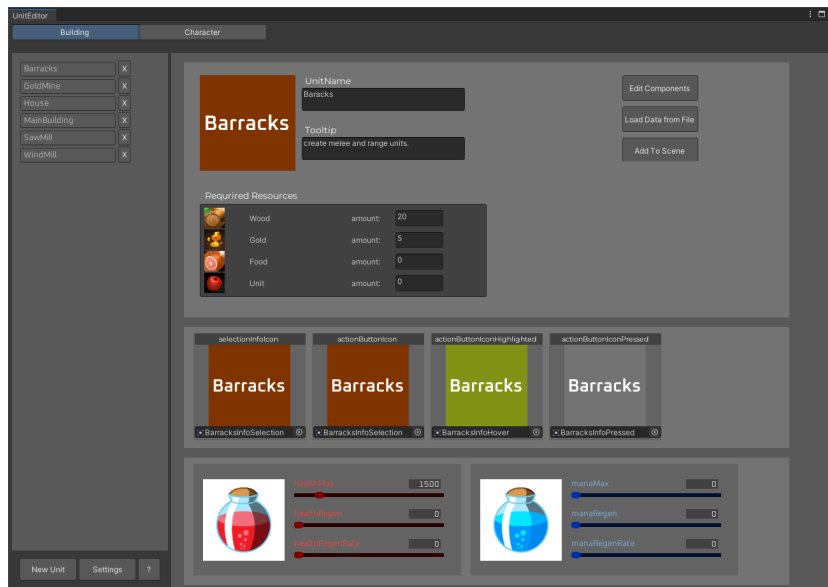 UnitEditor
Building
Character
Barracks X
GoldMIne X
House X
MainBuilding X
SawMill X
WindMill X
New Unit
Settings
?
Barracks
UnitName
Baracks
Tooltip
create melee and range units.
Edit Components
Load Data from File
Add To Scene
Requrired Resources
Wood amount: 20
Gold amount: 5
Food amount: 0
Unit amount: 0
selectionInfoIcon
actionButtonIcon
actionButtonIconHighlighted
actionButtonIconPressed
Barracks
Barracks
Barracks
Barracks
BarracksInfoSelection
BarracksInfoSelection
BarracksInfoHover
BarracksInfoPressed
healthMax 1500
healthRegen 0
healthRegenRate 0
manaMax 0
manaRegen 0
manaRegenRate 0